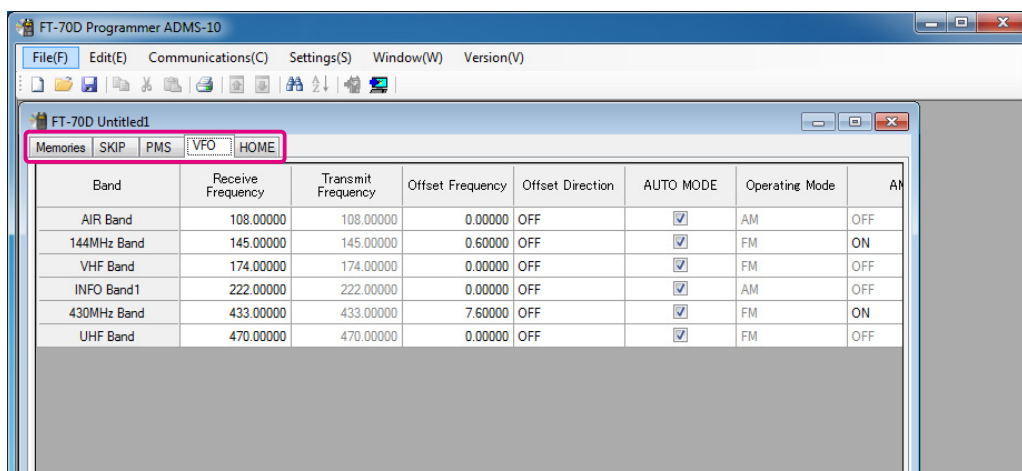 FT-70D Programmer ADMS-10
File(F) Edit(E) Communications(C) Settings(S) Window(W) Version(V)
FT-70D Untitled1
Memories SKIP PMS VFO HOME
Band Receive Frequency Transmit Frequency Offset Frequency Offset Direction AUTO MODE Operating Mode
AIR Band 108.00000 108.00000 0.00000 OFF AM OFF
144MHz Band 145.00000 145.00000 0.60000 OFF FM ON
VHF Band 174.00000 174.00000 0.00000 OFF FM OFF
INFO Band1 222.00000 222.00000 0.00000 OFF AM OFF
430MHz Band 433.00000 433.00000 7.60000 OFF FM ON
UHF Band 470.00000 470.00000 0.00000 OFF FM OFF